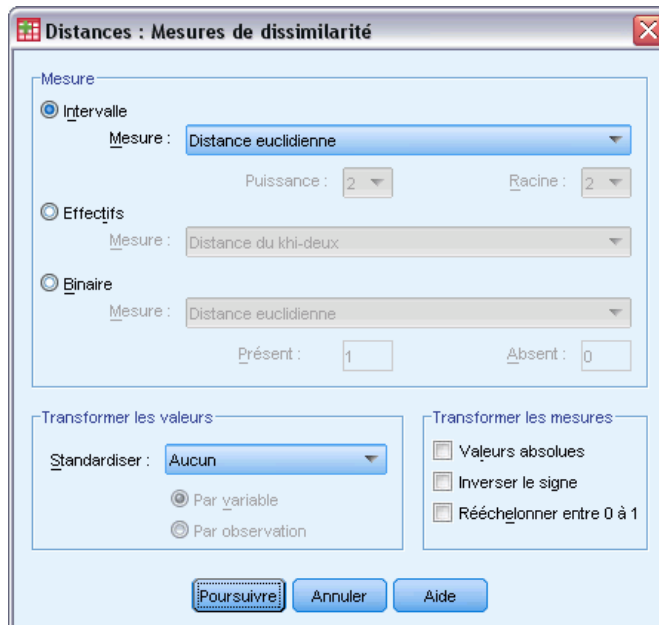 Distances : Mesures de dissimilarité
Mesure
Intervalle
Mesure : Distance euclidienne
Puissance : 2 Racine : 2
Effectifs
Mesure : Distance du khi-deux
Binaire
Mesure : Distance euclidienne
Présent : 1 Absent : 0
Transformer les valeurs
Standardiser : Aucun
Par variable
Par observation
Transformer les mesures
Valeurs absolues
Inverser le signe
Rééchelonner entre 0 à 1
Poursuivre Annuler Aide